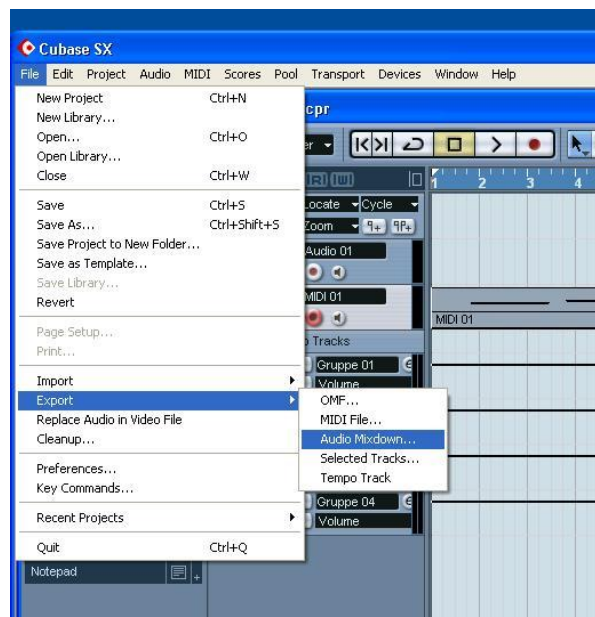 Cubase SX
File Edit Project Audio MIDI Scores Pool Transport Devices Window Help
New Project Ctrl+N
New Library...
Open... Ctrl+O
Open Library...
Close Ctrl+W
Save Ctrl+S
Save As... Ctrl+Shift+S
Save Project to New Folder...
Save as Template...
Save Library...
Revert
Page Setup...
Print...
Import
Export
Replace Audio in Video File
Cleanup...
Preferences...
Key Commands...
Recent Projects
Quit Ctrl+Q
OMF...
MIDI File...
Audio Mixdown...
Selected Tracks...
Tempo Track
cpr
R W
1 2 3 4
Locate Cycle
Zoom
Audio 01
MIDI 01
MIDI 01
Tracks
Gruppe 01
Volume
Gruppe 04
Volume
Notepad